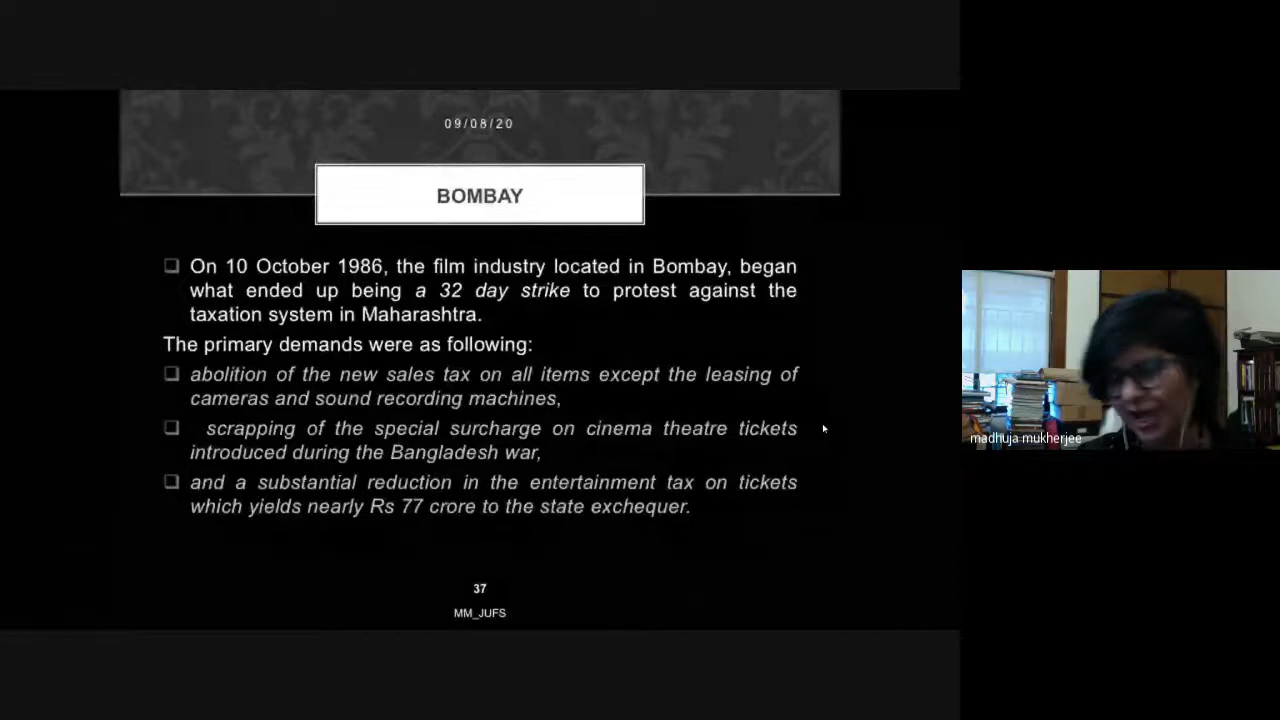 09/08/20
BOMBAY
On 10 October 1986, the film industry located in Bombay, began
what ended up being a 32 day strike to protest against the
taxation system in Maharashtra.
The primary demands were as following:
abolition of the new sales tax on all items except the leasing of
cameras and sound recording machines,
scrapping of the special surcharge on cinema theatre tickets
introduced during the Bangladesh war,
and a substantial reduction in the entertainment tax on tickets
which yields nearly Rs 77 crore to the state exchequer.
37
MM_JUFS
madhuja mukherjee